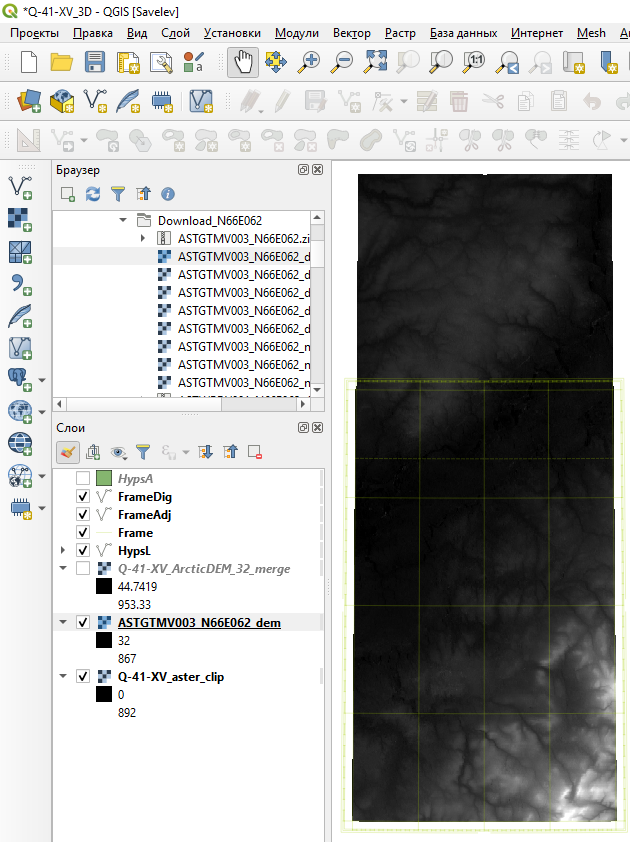 *Q-41-XV_3D - QGIS [Savelev]
Проекты Правка Вид Слой Установки Модули Вектор Растр База данных Интернет Mesh
1:1
Браузер
Download_N66E062
ASTGTMV003_N66E062.zi
ASTGTMV003_N66E062_d
ASTGTMV003_N66E062_d
ASTGTMV003_N66E062_d
ASTGTMV003_N66E062_d
ASTGTMV003_N66E062_d
ASTGTMV003_N66E062_n
ASTGTMV003_N66E062_n
ASTGTMV003_N66E062_n
Слои
HypsA
FrameDig
FrameAdj
Frame
HypsL
Q-41-XV_ArcticDEM_32_merge
44.7419
953.33
ASTGTMV003_N66E062_dem
32
867
Q-41-XV_aster_clip
0
892